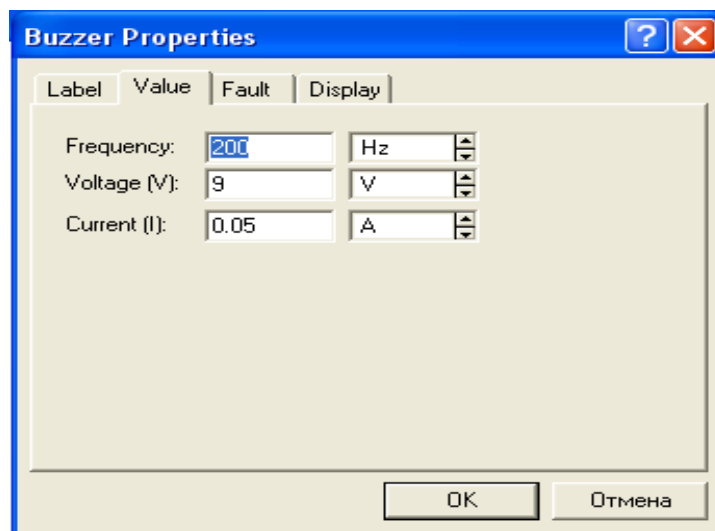 Buzzer Properties
Label Value Fault Display
Frequency: 200 Hz
Voltage (V): 9 V
Current (I): 0.05 A
OK Отмена